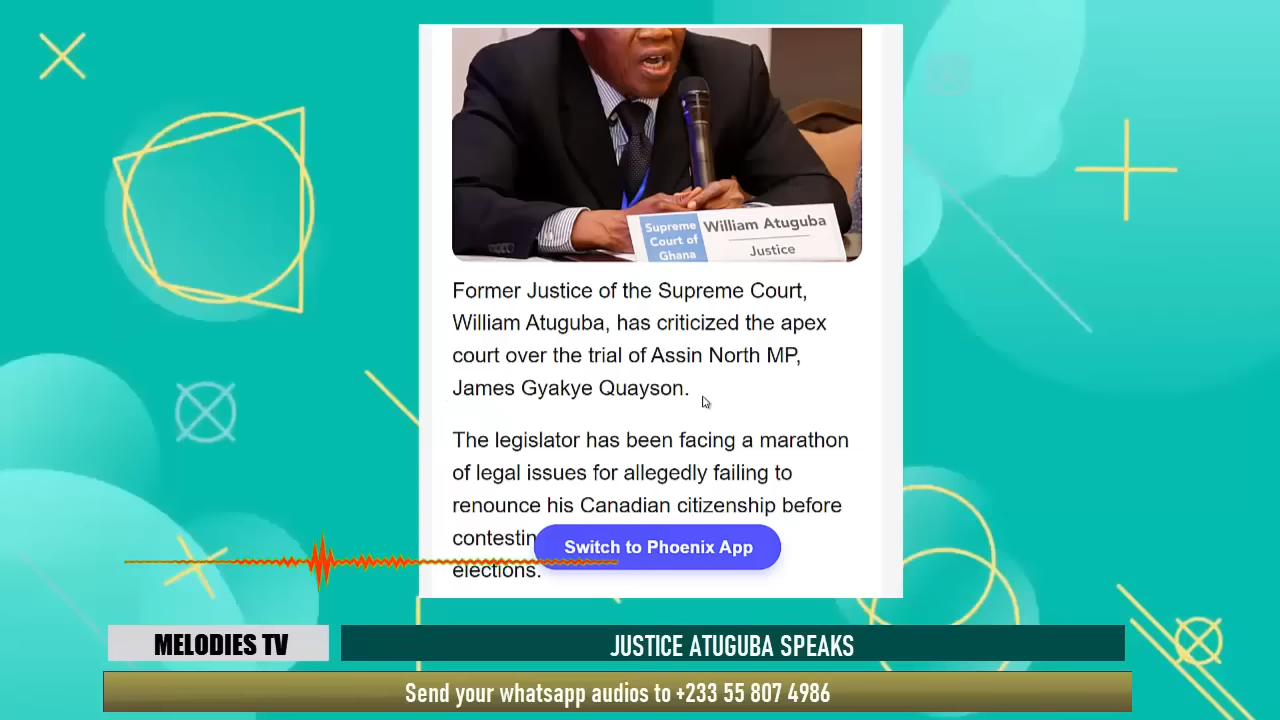 Supreme
Court of
Ghana
William Atuguba
Justice
Former Justice of the Supreme Court,
William Atuguba, has criticized the apex
court over the trial of Assin North MP,
James Gyakye Quayson.
The legislator has been facing a marathon
of legal issues for allegedly failing to
renounce his Canadian citizenship before
elections.
Switch to Phoenix App
MELODIES TV
JUSTICE ATUGUBA SPEAKS
Send your whatsapp audios to +233 55 807 4986